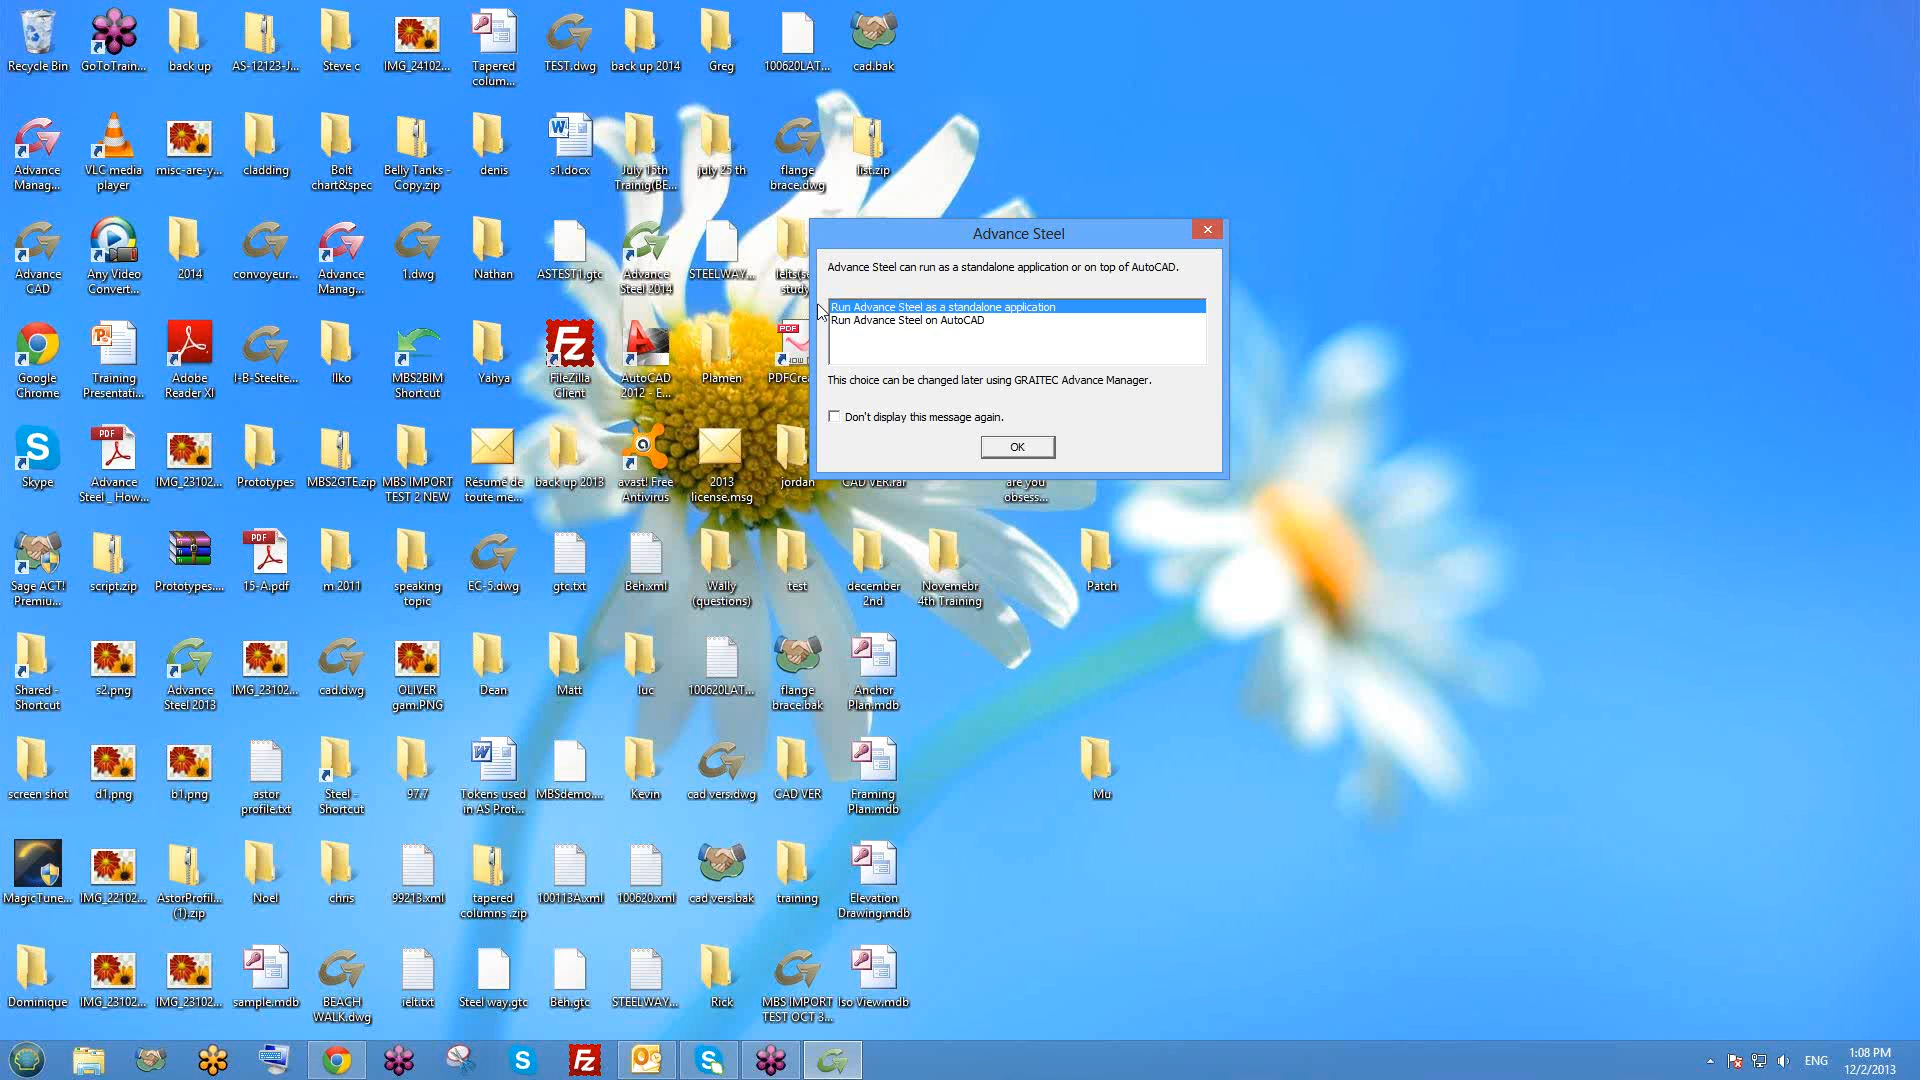 Recycle Bin
GoToTrain...
back up
AS-12123-J...
Steve c
IMG_24102...
Tapered
colum...
TEST.dwg
back up 2014
Greg
100620LAT...
cad.bak
Advance
Manag...
VLC media
player
misc-are-y...
cladding
Bolt
chart&spec
Belly Tanks -
Copy.zip
denis
s1.docx
July 15th
Trainig(BE...
july 25 th
flange
brace.dwg
list.zip
Advance
CAD
Any Video
Convert...
2014
convoyeur...
Advance
Manag...
1.dwg
Nathan
ASTEST1.gtc
Advance
Steel 2014
STEELWAY...
study
Advance Steel
Advance Steel can run as a standalone application or on top of AutoCAD.
Run Advance Steel as a standalone application
Run Advance Steel on AutoCAD
This choice can be changed later using GRAITEC Advance Manager.
Don't display this message again.
OK
Google
Chrome
Training
Presentati...
Adobe
Reader XI
I-B-Steelte...
Ilko
MBS2BIM
Shortcut
Yahya
FileZilla
Client
AutoCAD
2012 - E...
Plamen
PDFCrea
Skype
Advance
Steel _ How...
IMG_23102...
Prototypes
MBS2GTE.zip
MBS IMPORT
TEST 2 NEW
Résumé de
toute me...
back up 2013
avast! Free
Antivirus
2013
license.msg
jordan
CAD VER.rar
are you
obsess...
Sage ACT!
Premiu...
script.zip
Prototypes....
15-A.pdf
m 2011
speaking
topic
EC-5.dwg
gtc.txt
Beh.xml
Wally
(questions)
test
december
2nd
Novemebr
4th Training
Patch
Shared -
Shortcut
s2.png
Advance
Steel 2013
IMG_23102...
cad.dwg
OLIVER
gam.PNG
Dean
Matt
luc
100620LAT...
flange
brace.bak
Anchor
Plan.mdb
screen shot
d1.png
b1.png
astor
profile.txt
Steel -
Shortcut
97.7
Tokens used
in AS Prot...
MBSdemo....
Kevin
cad vers.dwg
CAD VER
Framing
Plan.mdb
Mu
MagicTune...
IMG_22102...
AstorProfil...
(1).zip
Noel
chris
99213.xml
tapered
columns .zip
100113A.xml
100620.xml
cad vers.bak
training
Elevation
Drawing.mdb
Dominique
IMG_23102...
IMG_23102...
sample.mdb
BEACH
WALK.dwg
ielt.txt
Steel way.gtc
Beh.gtc
STEELWAY...
Rick
MBS IMPORT
TEST OCT 3...
Iso View.mdb
ENG
1:08 PM
12/2/2013